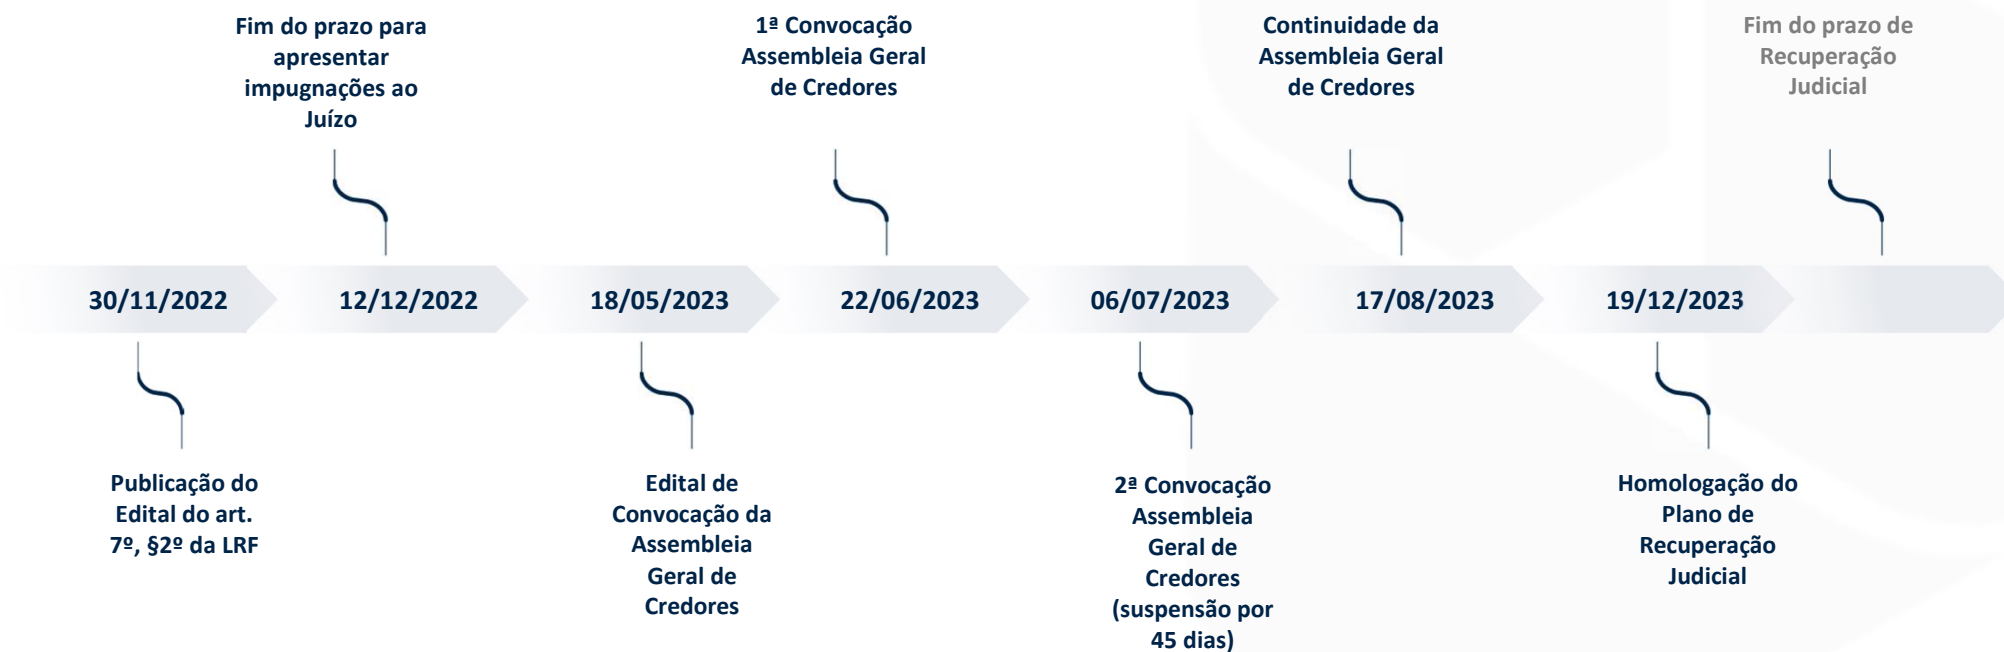 Fim do prazo para
apresentar
impugnações ao
Juízo
1ª Convocação
Assembleia Geral
de Credores
Continuidade da
Assembleia Geral
de Credores
Fim do prazo de
Recuperação
Judicial
30/11/2022
12/12/2022
18/05/2023
22/06/2023
06/07/2023
17/08/2023
19/12/2023
Publicação do
Edital do art.
7º, §2º da LRF
Edital de
Convocação da
Assembleia
Geral de
Credores
2ª Convocação
Assembleia
Geral de
Credores
(suspensão por
45 dias)
Homologação do
Plano de
Recuperação
Judicial